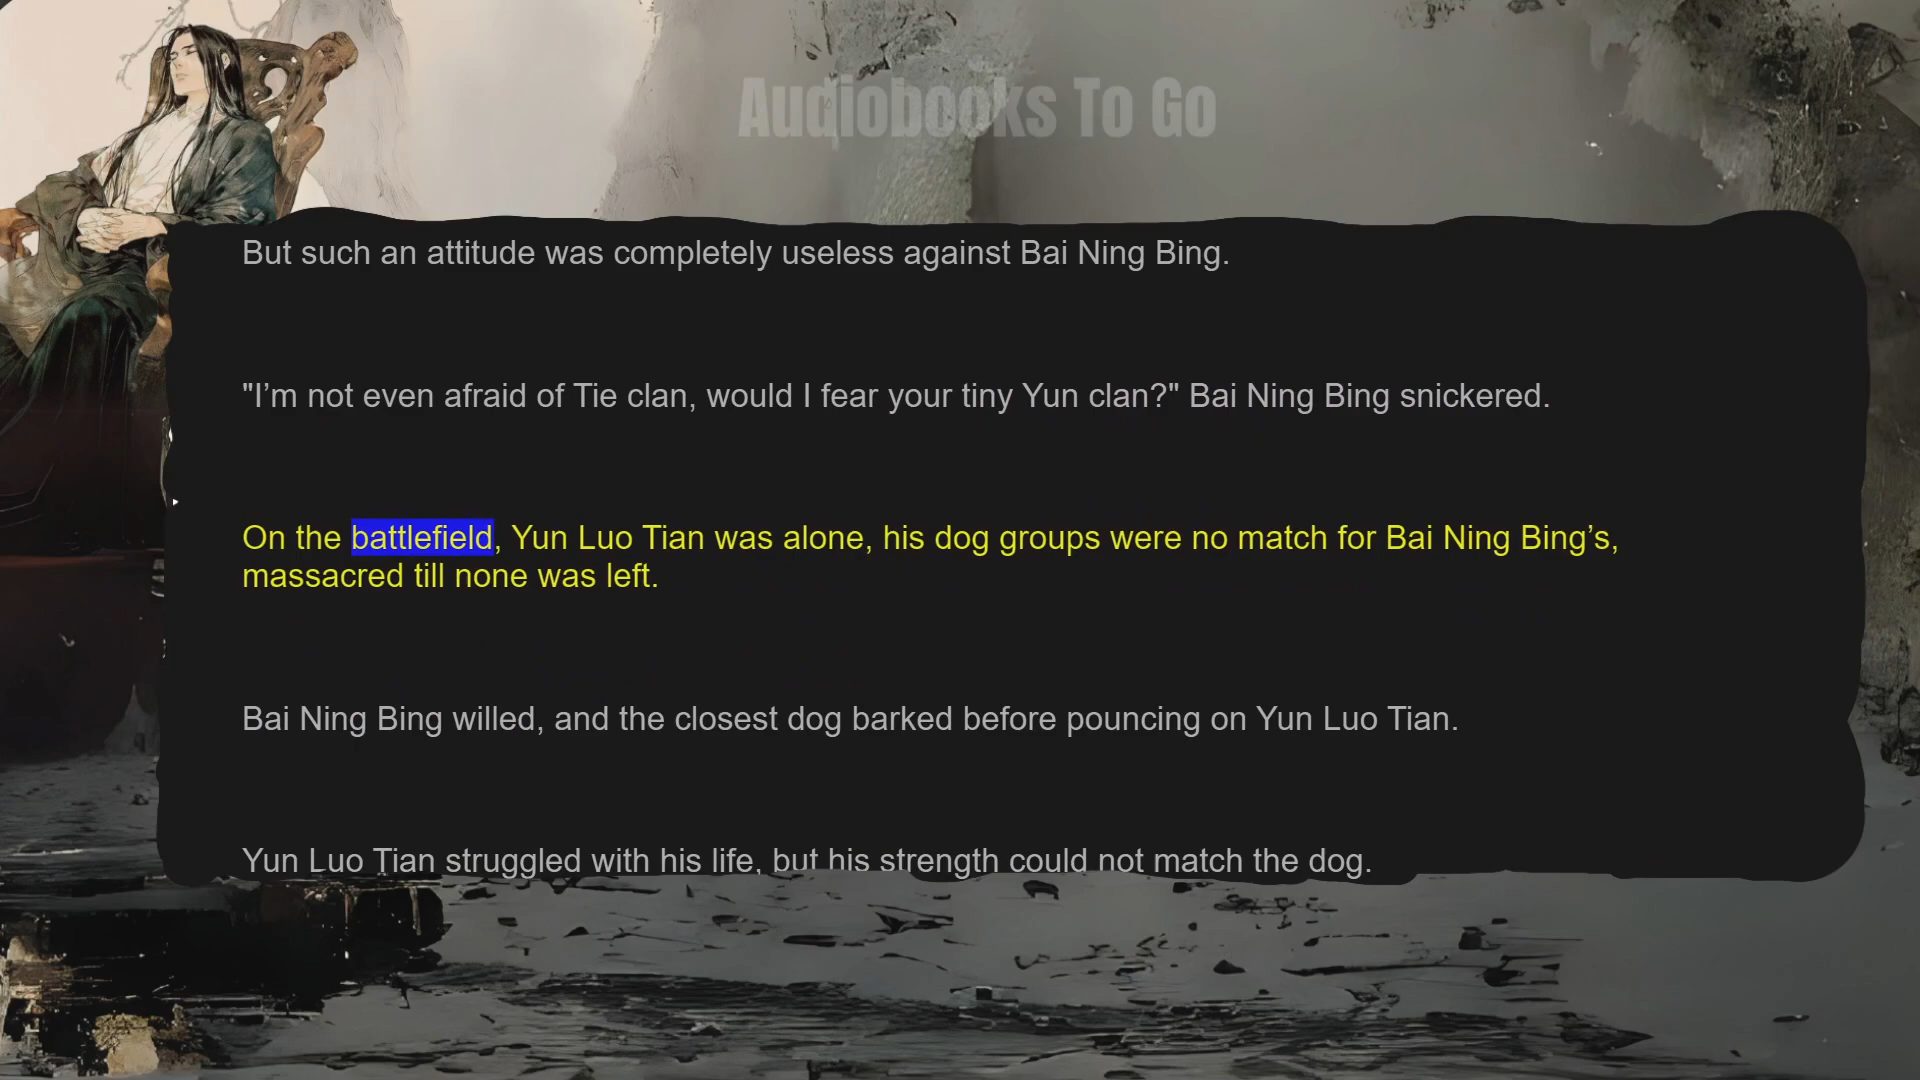 Audiobooks To Go
But such an attitude was completely useless against Bai Ning Bing.
"I’m not even afraid of Tie clan, would I fear your tiny Yun clan?" Bai Ning Bing snickered.
On the battlefield, Yun Luo Tian was alone, his dog groups were no match for Bai Ning Bing’s,
massacred till none was left.
Bai Ning Bing willed, and the closest dog barked before pouncing on Yun Luo Tian.
Yun Luo Tian struggled with his life, but his strength could not match the dog.